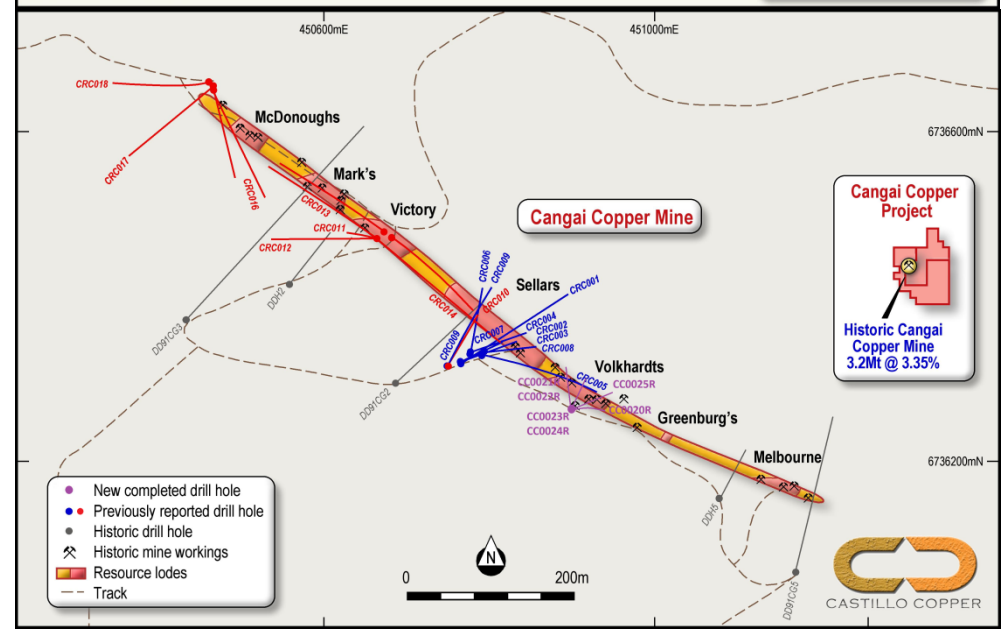 450600mE
451000mE
CRC018
McDonoughs
6736600mN
CRC017
CRC016
Mark's
CRC013
Victory
CRC011
CRC012
Cangai Copper Mine
Cangai Copper
Project
CRC006
CRC009
Sellars
CRC001
DDH2
CRC014
CRC010
DD91CG3
CRC009
CRC007
CRC004
CRC002
CRC003
CRC008
Historic Cangai
Copper Mine
3.2Mt @ 3.35%
Volkhardts
DD91CG2
CRC005
CC0021R
CC0025R
CC0022R
CC0020R
CC0023R
CC0024R
Greenburg's
Melbourne
6736200mN
DDH5
DD91CG5
New completed drill hole
Previously reported drill hole
Historic drill hole
Historic mine workings
Resource lodes
Track
N
0
200m
CASTILLO COPPER